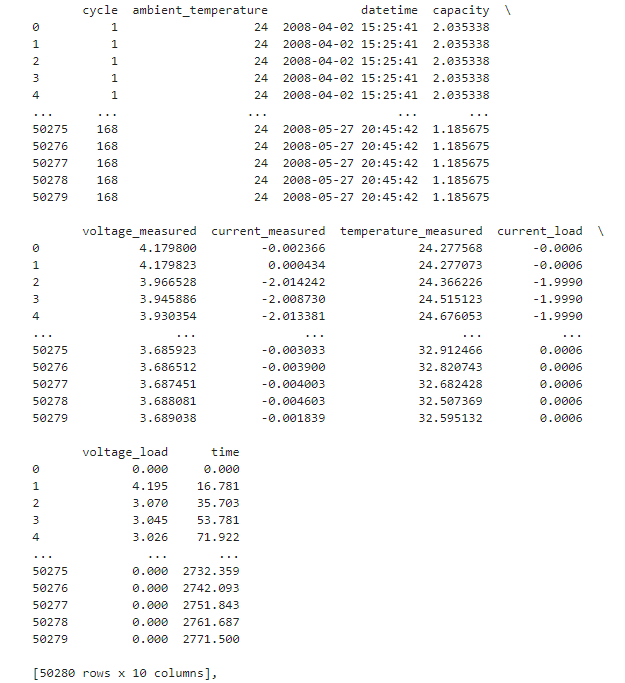 cycle ambient_temperature datetime capacity \
0 1 24 2008-04-02 15:25:41 2.035338
1 1 24 2008-04-02 15:25:41 2.035338
2 1 24 2008-04-02 15:25:41 2.035338
3 1 24 2008-04-02 15:25:41 2.035338
4 1 24 2008-04-02 15:25:41 2.035338
... ... ... ... ...
50275 168 24 2008-05-27 20:45:42 1.185675
50276 168 24 2008-05-27 20:45:42 1.185675
50277 168 24 2008-05-27 20:45:42 1.185675
50278 168 24 2008-05-27 20:45:42 1.185675
50279 168 24 2008-05-27 20:45:42 1.185675
voltage_measured current_measured temperature_measured current_load \
0 4.179800 -0.002366 24.277568 -0.0006
1 4.179823 0.000434 24.277073 -0.0006
2 3.966528 -2.014242 24.366226 -1.9990
3 3.945886 -2.008730 24.515123 -1.9990
4 3.930354 -2.013381 24.676053 -1.9990
... ... ... ... ...
50275 3.685923 -0.003033 32.912466 0.0006
50276 3.686512 -0.003900 32.820743 0.0006
50277 3.687451 -0.004003 32.682428 0.0006
50278 3.688081 -0.004603 32.507369 0.0006
50279 3.689038 -0.001839 32.595132 0.0006
voltage_load time
0 0.000 0.000
1 4.195 16.781
2 3.070 35.703
3 3.045 53.781
4 3.026 71.922
... ... ...
50275 0.000 2732.359
50276 0.000 2742.093
50277 0.000 2751.843
50278 0.000 2761.687
50279 0.000 2771.500
[50280 rows x 10 columns],